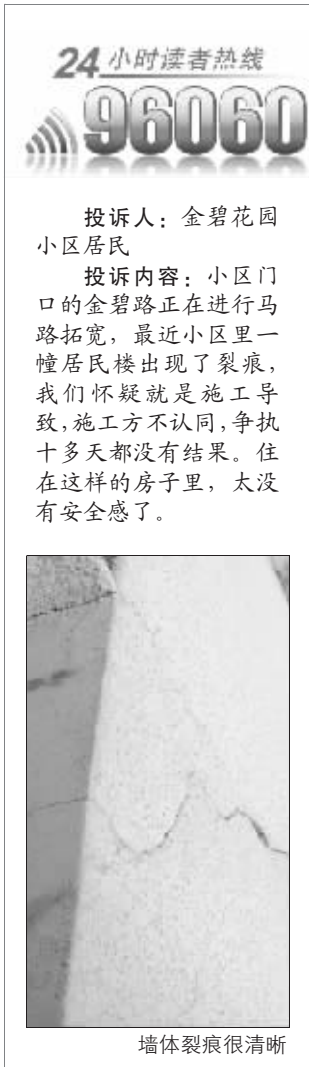 24小时读者热线
96060
投诉人：金碧花园
小区居民
投诉内容：小区门
口的金碧路正在进行马
路拓宽，最近小区里一
幢居民楼出现了裂痕，
我们怀疑就是施工导
致，施工方不认同，争执
十多天都没有结果。住
在这样的房子里，太没
有安全感了。
墙体裂痕很清晰